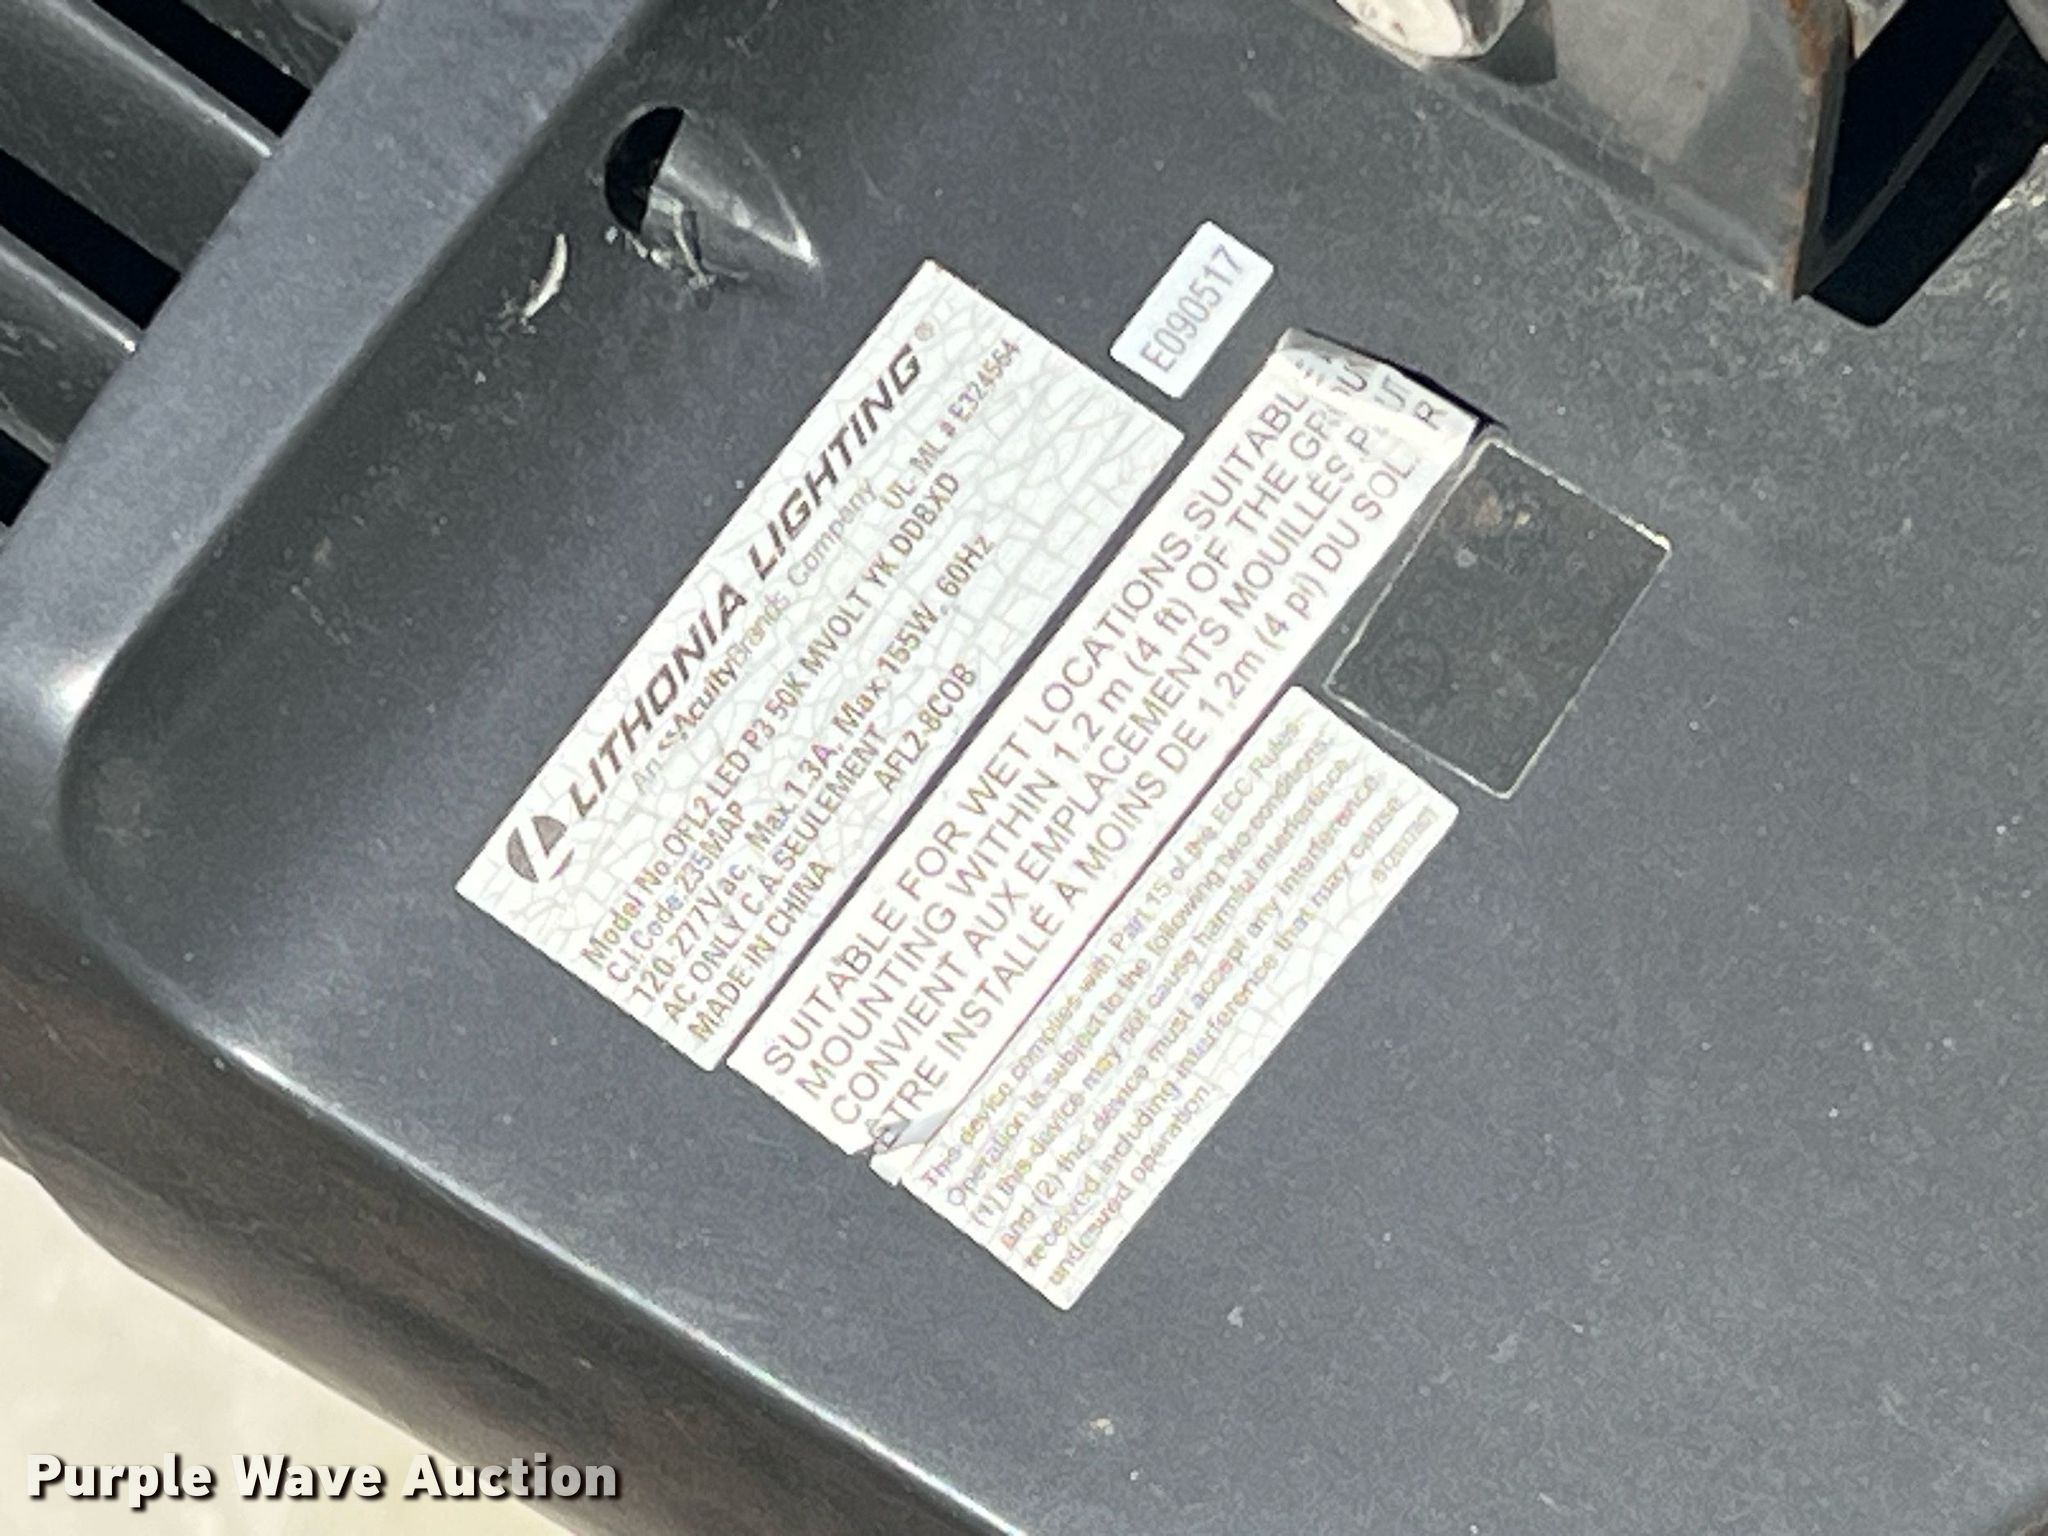 LITHONIA LIGHTING®
An AcuityBrands Company
UL-ML # E324564
Model No.OFL2 LED P3 50K MVOLT YK DDBXD
C.I.Code 235MAP
120-277Vac, Max.1.3A, Max 155W, 60Hz
AC ONLY C.A.SEULEMENT
MADE IN CHINA
AFL2-8COB
E090517
SUITABLE FOR WET LOCATIONS.SUITABLE
MOUNTING WITHIN 1.2 m (4 ft) OF THE
CONVIENT AUX EMPLACEMENTS MOUILLÉS.
INSTALLÉ À MOINS DE 1.2m (4 pi) DU SOL.
This device complies with Part 15 of the FCC Rules.
Operation is subject to the following two conditions:
(1) this device may not cause harmful interference,
and (2) this device must accept any interference
received including interference that may cause
undesired operation
Purple Wave Auction